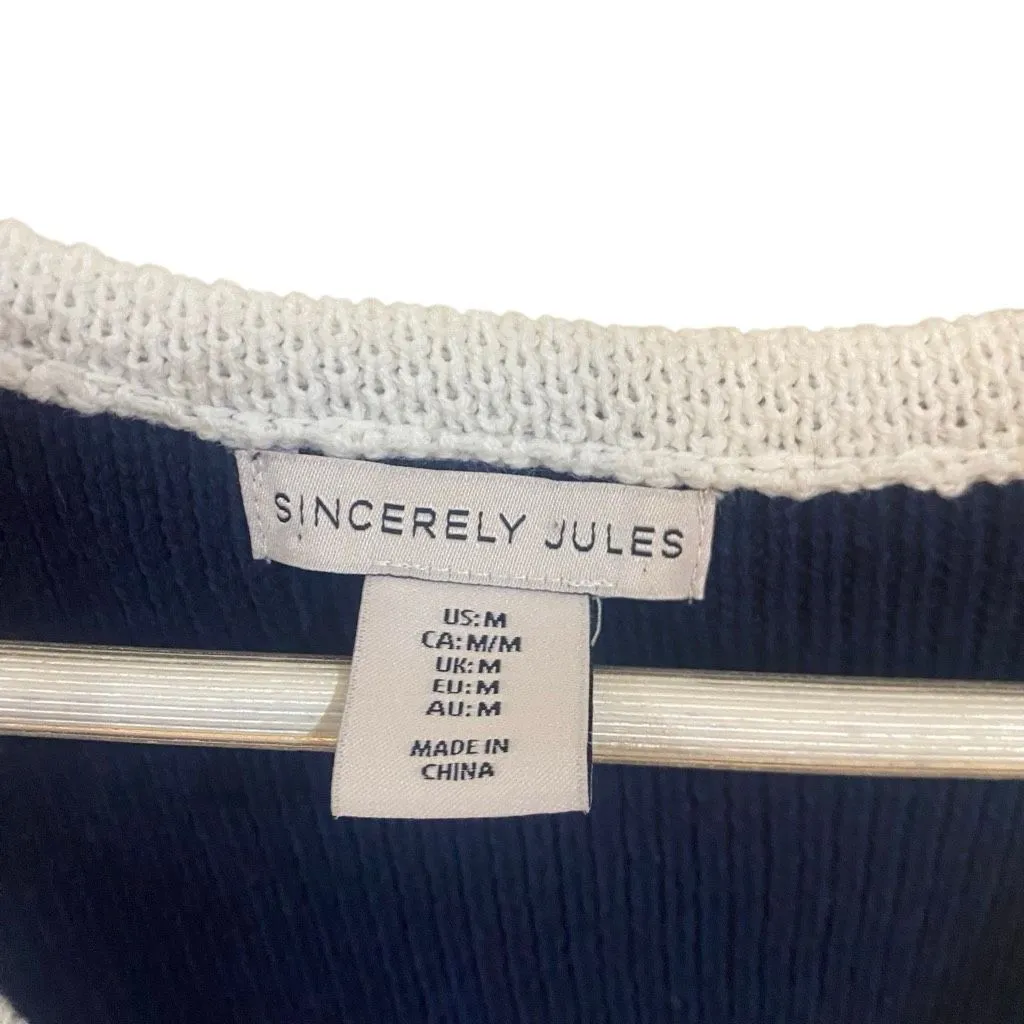 SINCERELY JULES
US: M
CA: M/M
UK: M
EU: M
AU: M
MADE IN
CHINA